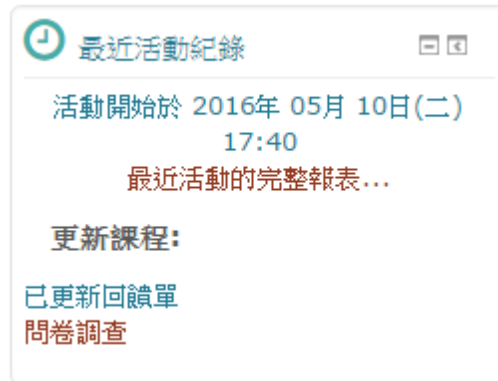 最近活動紀錄
活動開始於 2016年 05月 10日(二)
17:40
最近活動的完整報表...
更新課程:
已更新回饋單
問卷調查